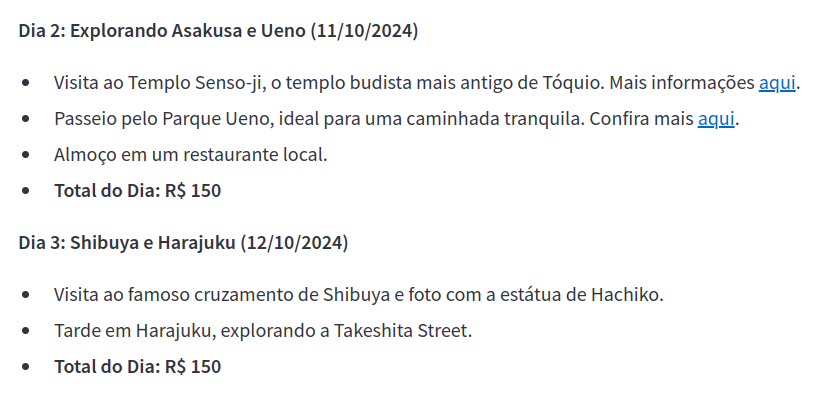 Dia 2: Explorando Asakusa e Ueno (11/10/2024)
• Visita ao Templo Senso-ji, o templo budista mais antigo de Tóquio. Mais informações aqui.
• Passeio pelo Parque Ueno, ideal para uma caminhada tranquila. Confira mais aqui.
• Almoço em um restaurante local.
• Total do Dia: R$ 150
Dia 3: Shibuya e Harajuku (12/10/2024)
• Visita ao famoso cruzamento de Shibuya e foto com a estátua de Hachiko.
• Tarde em Harajuku, explorando a Takeshita Street.
• Total do Dia: R$ 150